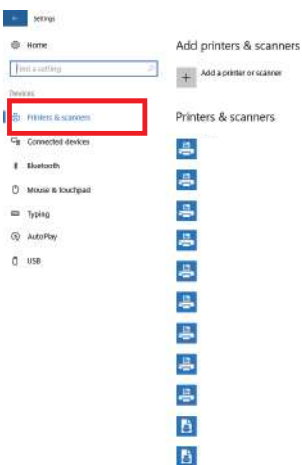 Settings
Home
Find a setting
Devices
Printers & scanners
Connected devices
Bluetooth
Mouse & touchpad
Typing
AutoPlay
USB
Add printers & scanners
Add a printer or scanner
Printers & scanners